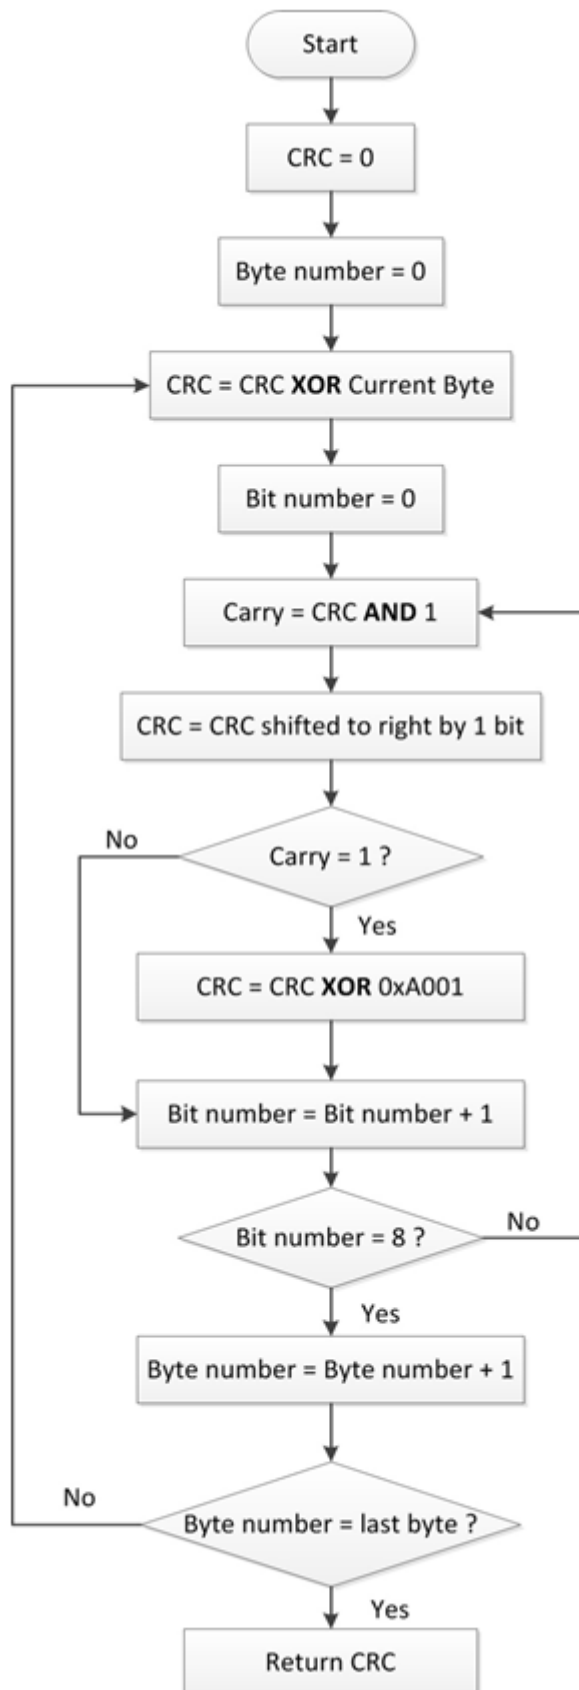 Start
CRC = 0
Byte number = 0
CRC = CRC XOR Current Byte
Bit number = 0
Carry = CRC AND 1
CRC = CRC shifted to right by 1 bit
No
Carry = 1 ?
Yes
CRC = CRC XOR 0xA001
Bit number = Bit number + 1
Bit number = 8 ?
No
Yes
Byte number = Byte number + 1
No
Byte number = last byte ?
Yes
Return CRC